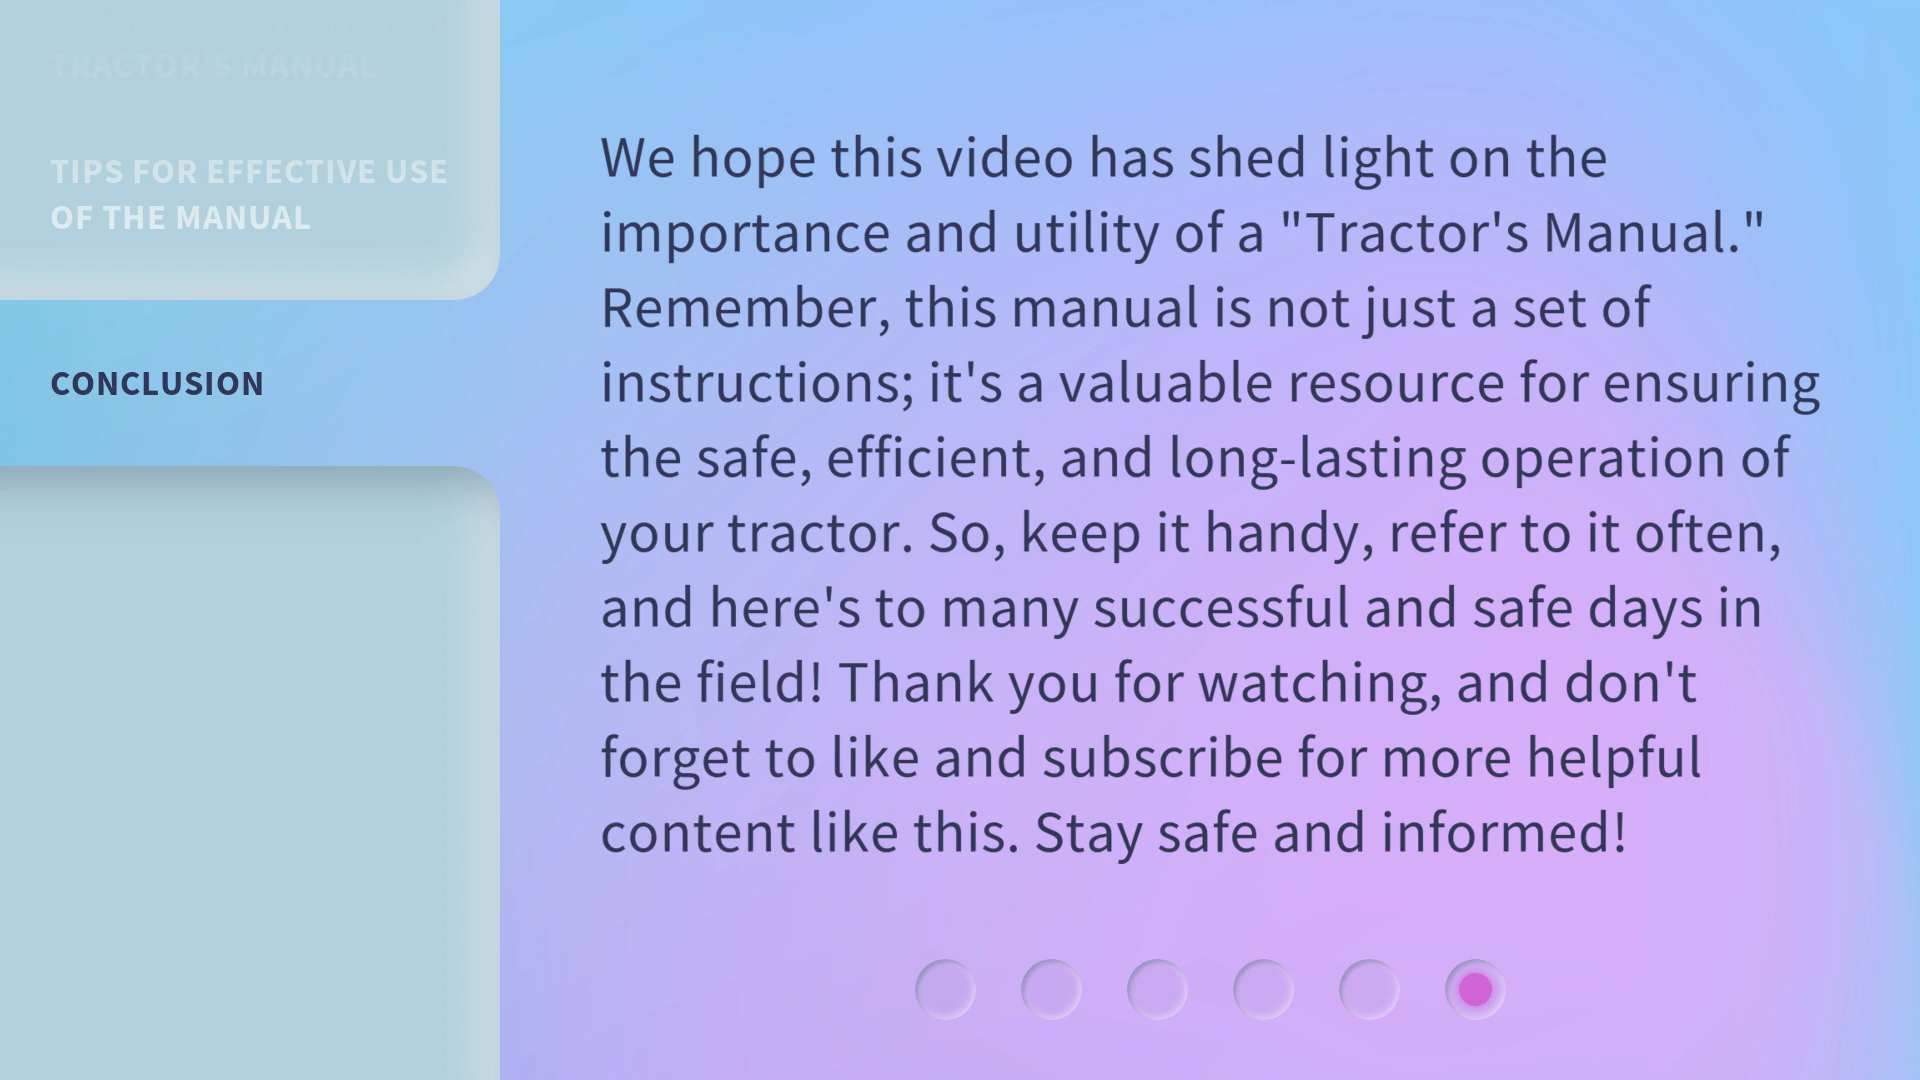 TRACTOR'S MANUAL
TIPS FOR EFFECTIVE USE
OF THE MANUAL
CONCLUSION
We hope this video has shed light on the
importance and utility of a "Tractor's Manual."
Remember, this manual is not just a set of
instructions; it's a valuable resource for ensuring
the safe, efficient, and long-lasting operation of
your tractor. So, keep it handy, refer to it often,
and here's to many successful and safe days in
the field! Thank you for watching, and don't
forget to like and subscribe for more helpful
content like this. Stay safe and informed!